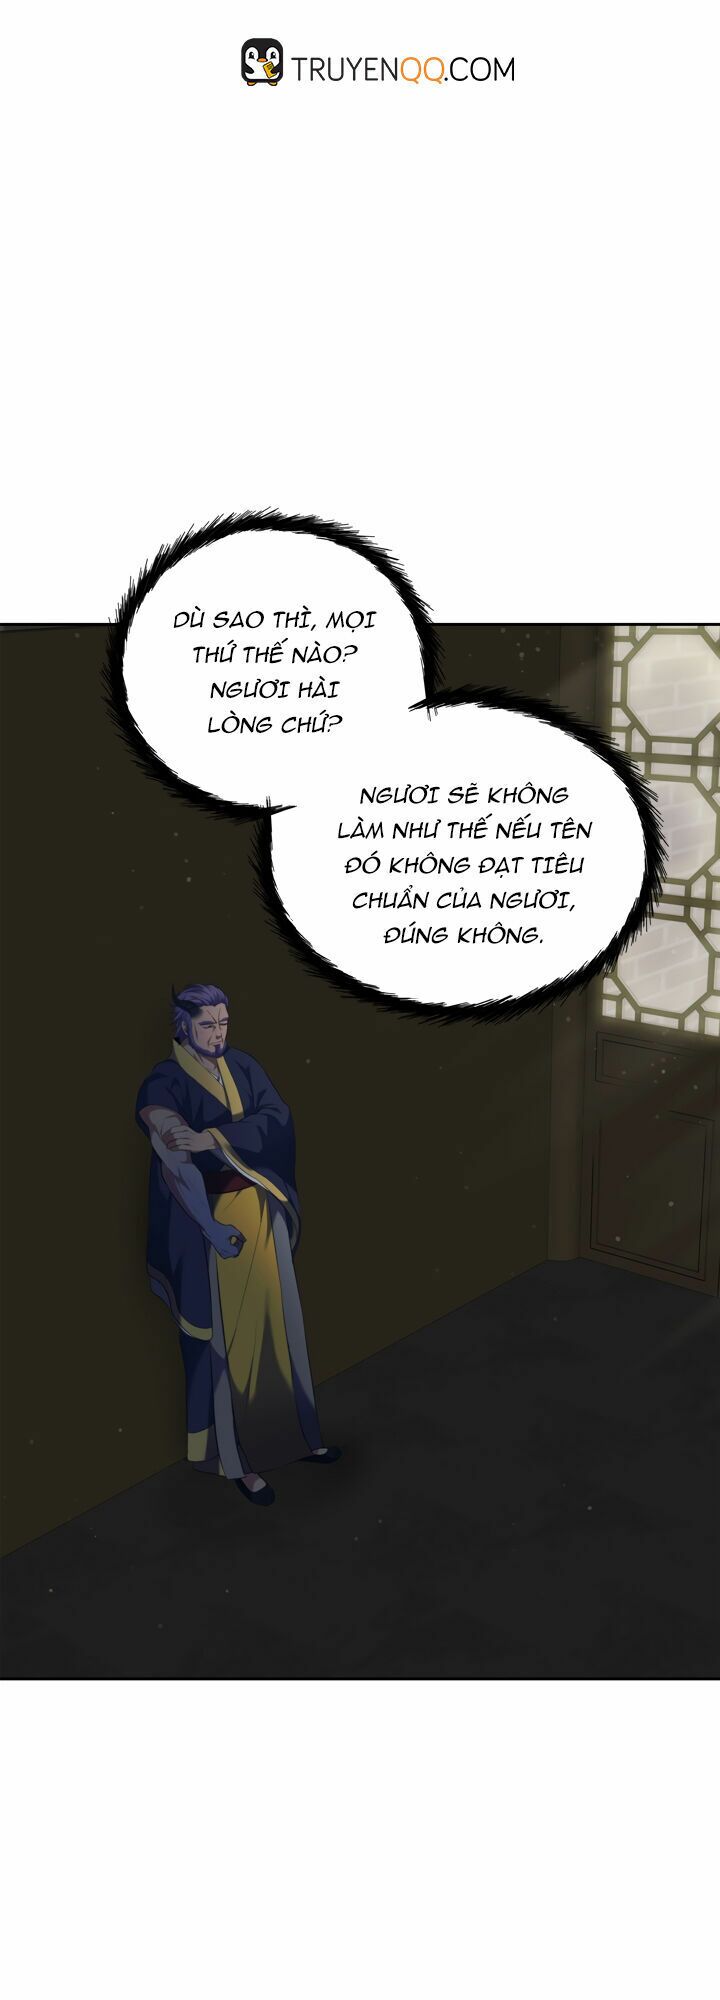 TRUYENQQ.COM
DÙ SAO THÌ, MỌI
THỨ THẾ NÀO?
NGƯƠI HÀI
LÒNG CHỨ?
NGƯƠI SẼ KHÔNG
LÀM NHƯ THẾ NẾU TÊN
ĐÓ KHÔNG ĐẠT TIÊU
CHUẨN CỦA NGƯƠI,
ĐÚNG KHÔNG.